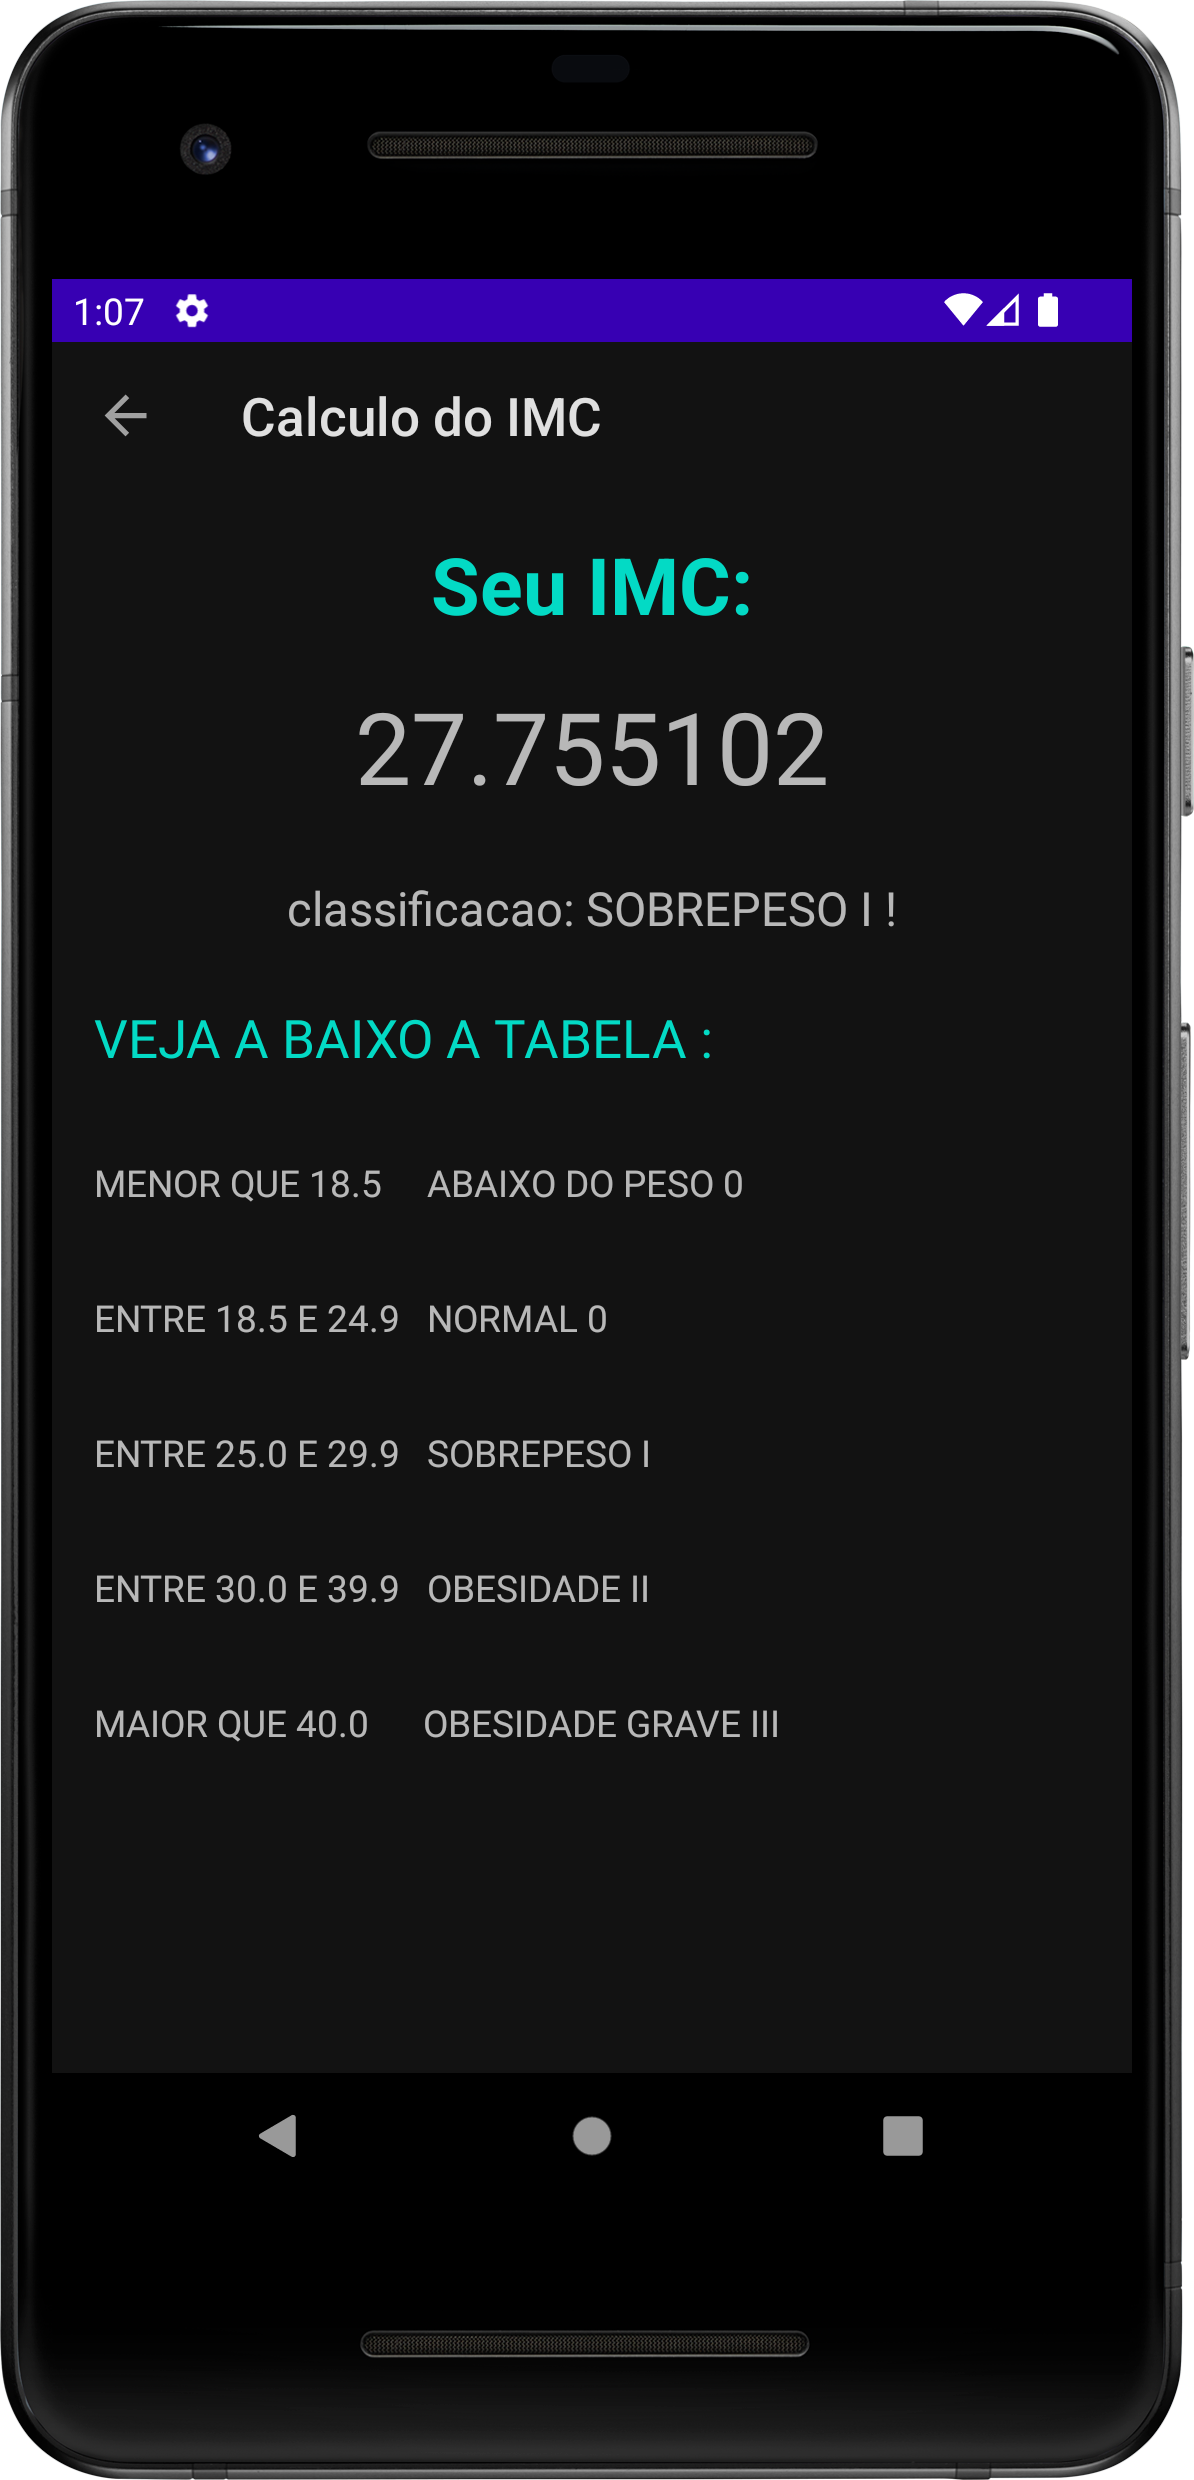 1:07
Calculo do IMC
Seu IMC:
27.755102
classificacao: SOBREPESO I !
VEJA A BAIXO A TABELA :
MENOR QUE 18.5 ABAIXO DO PESO 0
ENTRE 18.5 E 24.9 NORMAL 0
ENTRE 25.0 E 29.9 SOBREPESO I
ENTRE 30.0 E 39.9 OBESIDADE II
MAIOR QUE 40.0 OBESIDADE GRAVE III